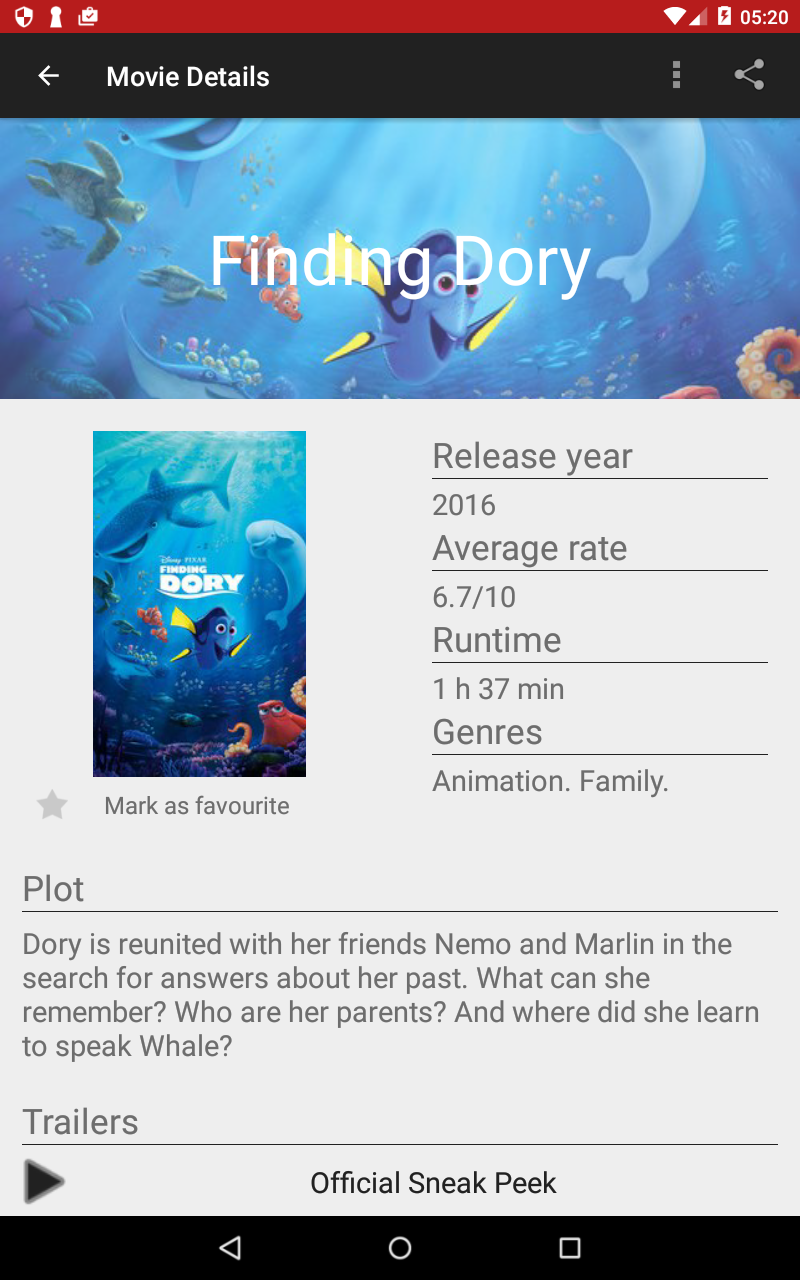 05:20
Movie Details
Finding Dory
Disney PIXAR
FINDING
DORY
Mark as favourite
Release year
2016
Average rate
6.7/10
Runtime
1 h 37 min
Genres
Animation. Family.
Plot
Dory is reunited with her friends Nemo and Marlin in the
search for answers about her past. What can she
remember? Who are her parents? And where did she learn
to speak Whale?
Trailers
Official Sneak Peek